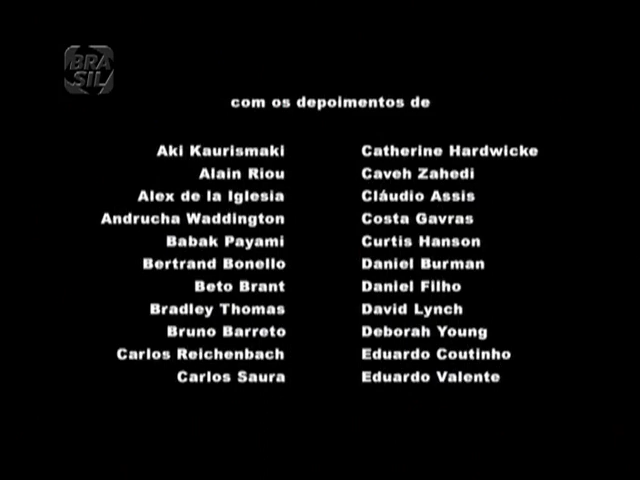 BRA
SIL
com os depoimentos de
Aki Kaurismaki
Alain Riou
Alex de la Iglesia
Andrucha Waddington
Babak Payami
Bertrand Bonello
Beto Brant
Bradley Thomas
Bruno Barreto
Carlos Reichenbach
Carlos Saura
Catherine Hardwicke
Caveh Zahedi
Cláudio Assis
Costa Gavras
Curtis Hanson
Daniel Burman
Daniel Filho
David Lynch
Deborah Young
Eduardo Coutinho
Eduardo Valente